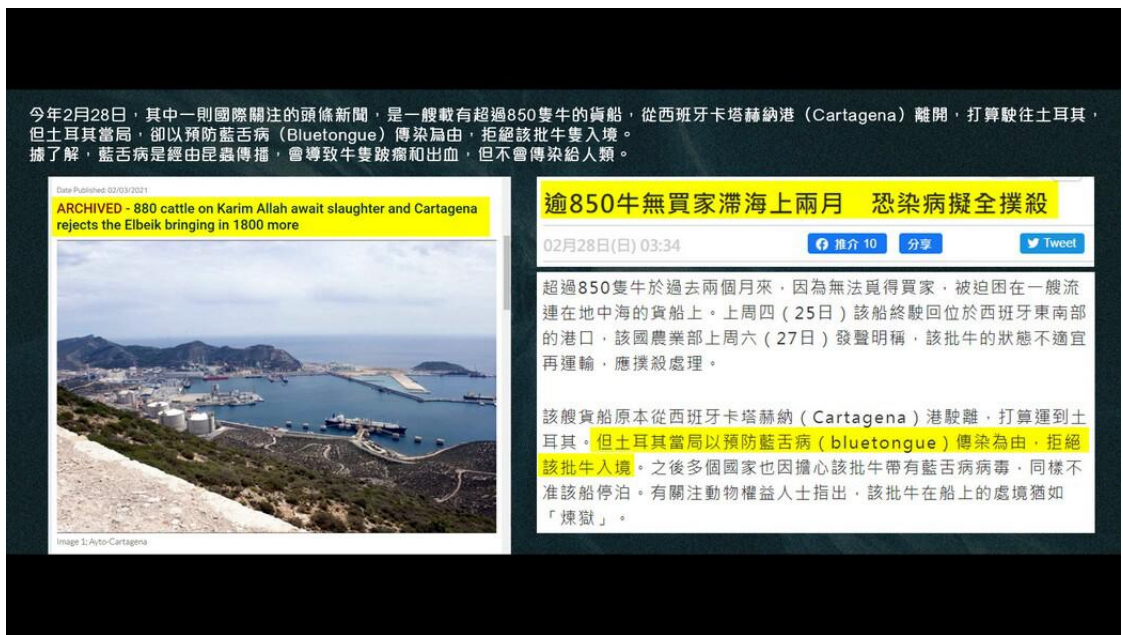 今年2月28日，其中一則國際關注的頭條新聞，是一艘載有超過850隻牛的貨船，從西班牙卡塔赫納港（Cartagena）離開，打算駛往土耳其，
但土耳其當局，卻以預防藍舌病（Bluetongue）傳染為由，拒絕該批牛隻入境。
據了解，藍舌病是經由昆蟲傳播，會導致牛隻跛瘸和出血，但不會傳染給人類。
Date Published: 02/03/2021
ARCHIVED - 880 cattle on Karim Allah await slaughter and Cartagena
rejects the Elbeik bringing in 1800 more
Image 1: Ayto-Cartagena
逾850牛無買家滯海上兩月　恐染病擬全撲殺
02月28日(日) 03:34
推介 10
分享
Tweet
超過850隻牛於過去兩個月來，因為無法覓得買家，被迫困在一艘流
連在地中海的貨船上。上周四（25日）該船終駛回位於西班牙東南部
的港口，該國農業部上周六（27日）發聲明稱，該批牛的狀態不適宜
再運輸，應撲殺處理。
該艘貨船原本從西班牙卡塔赫納（Cartagena）港駛離，打算運到土
耳其。但土耳其當局以預防藍舌病（bluetongue）傳染為由，拒絕
該批牛入境。之後多個國家也因擔心該批牛帶有藍舌病病毒，同樣不
准該船停泊。有關注動物權益人士指出，該批牛在船上的處境猶如
「煉獄」。